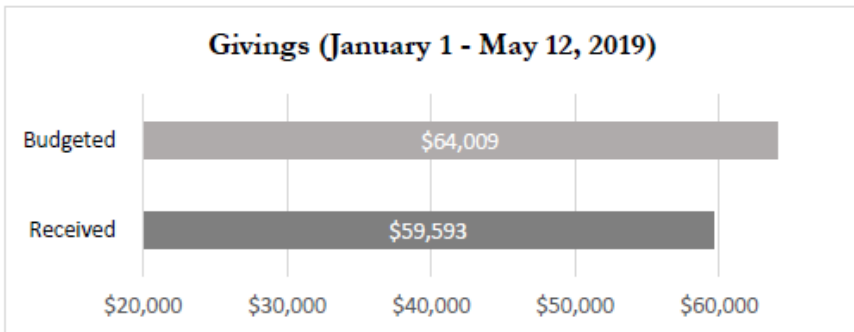 Givings (January 1 - May 12, 2019)
Budgeted
$64,009
Received
$59,593
$20,000 $30,000 $40,000 $50,000 $60,000